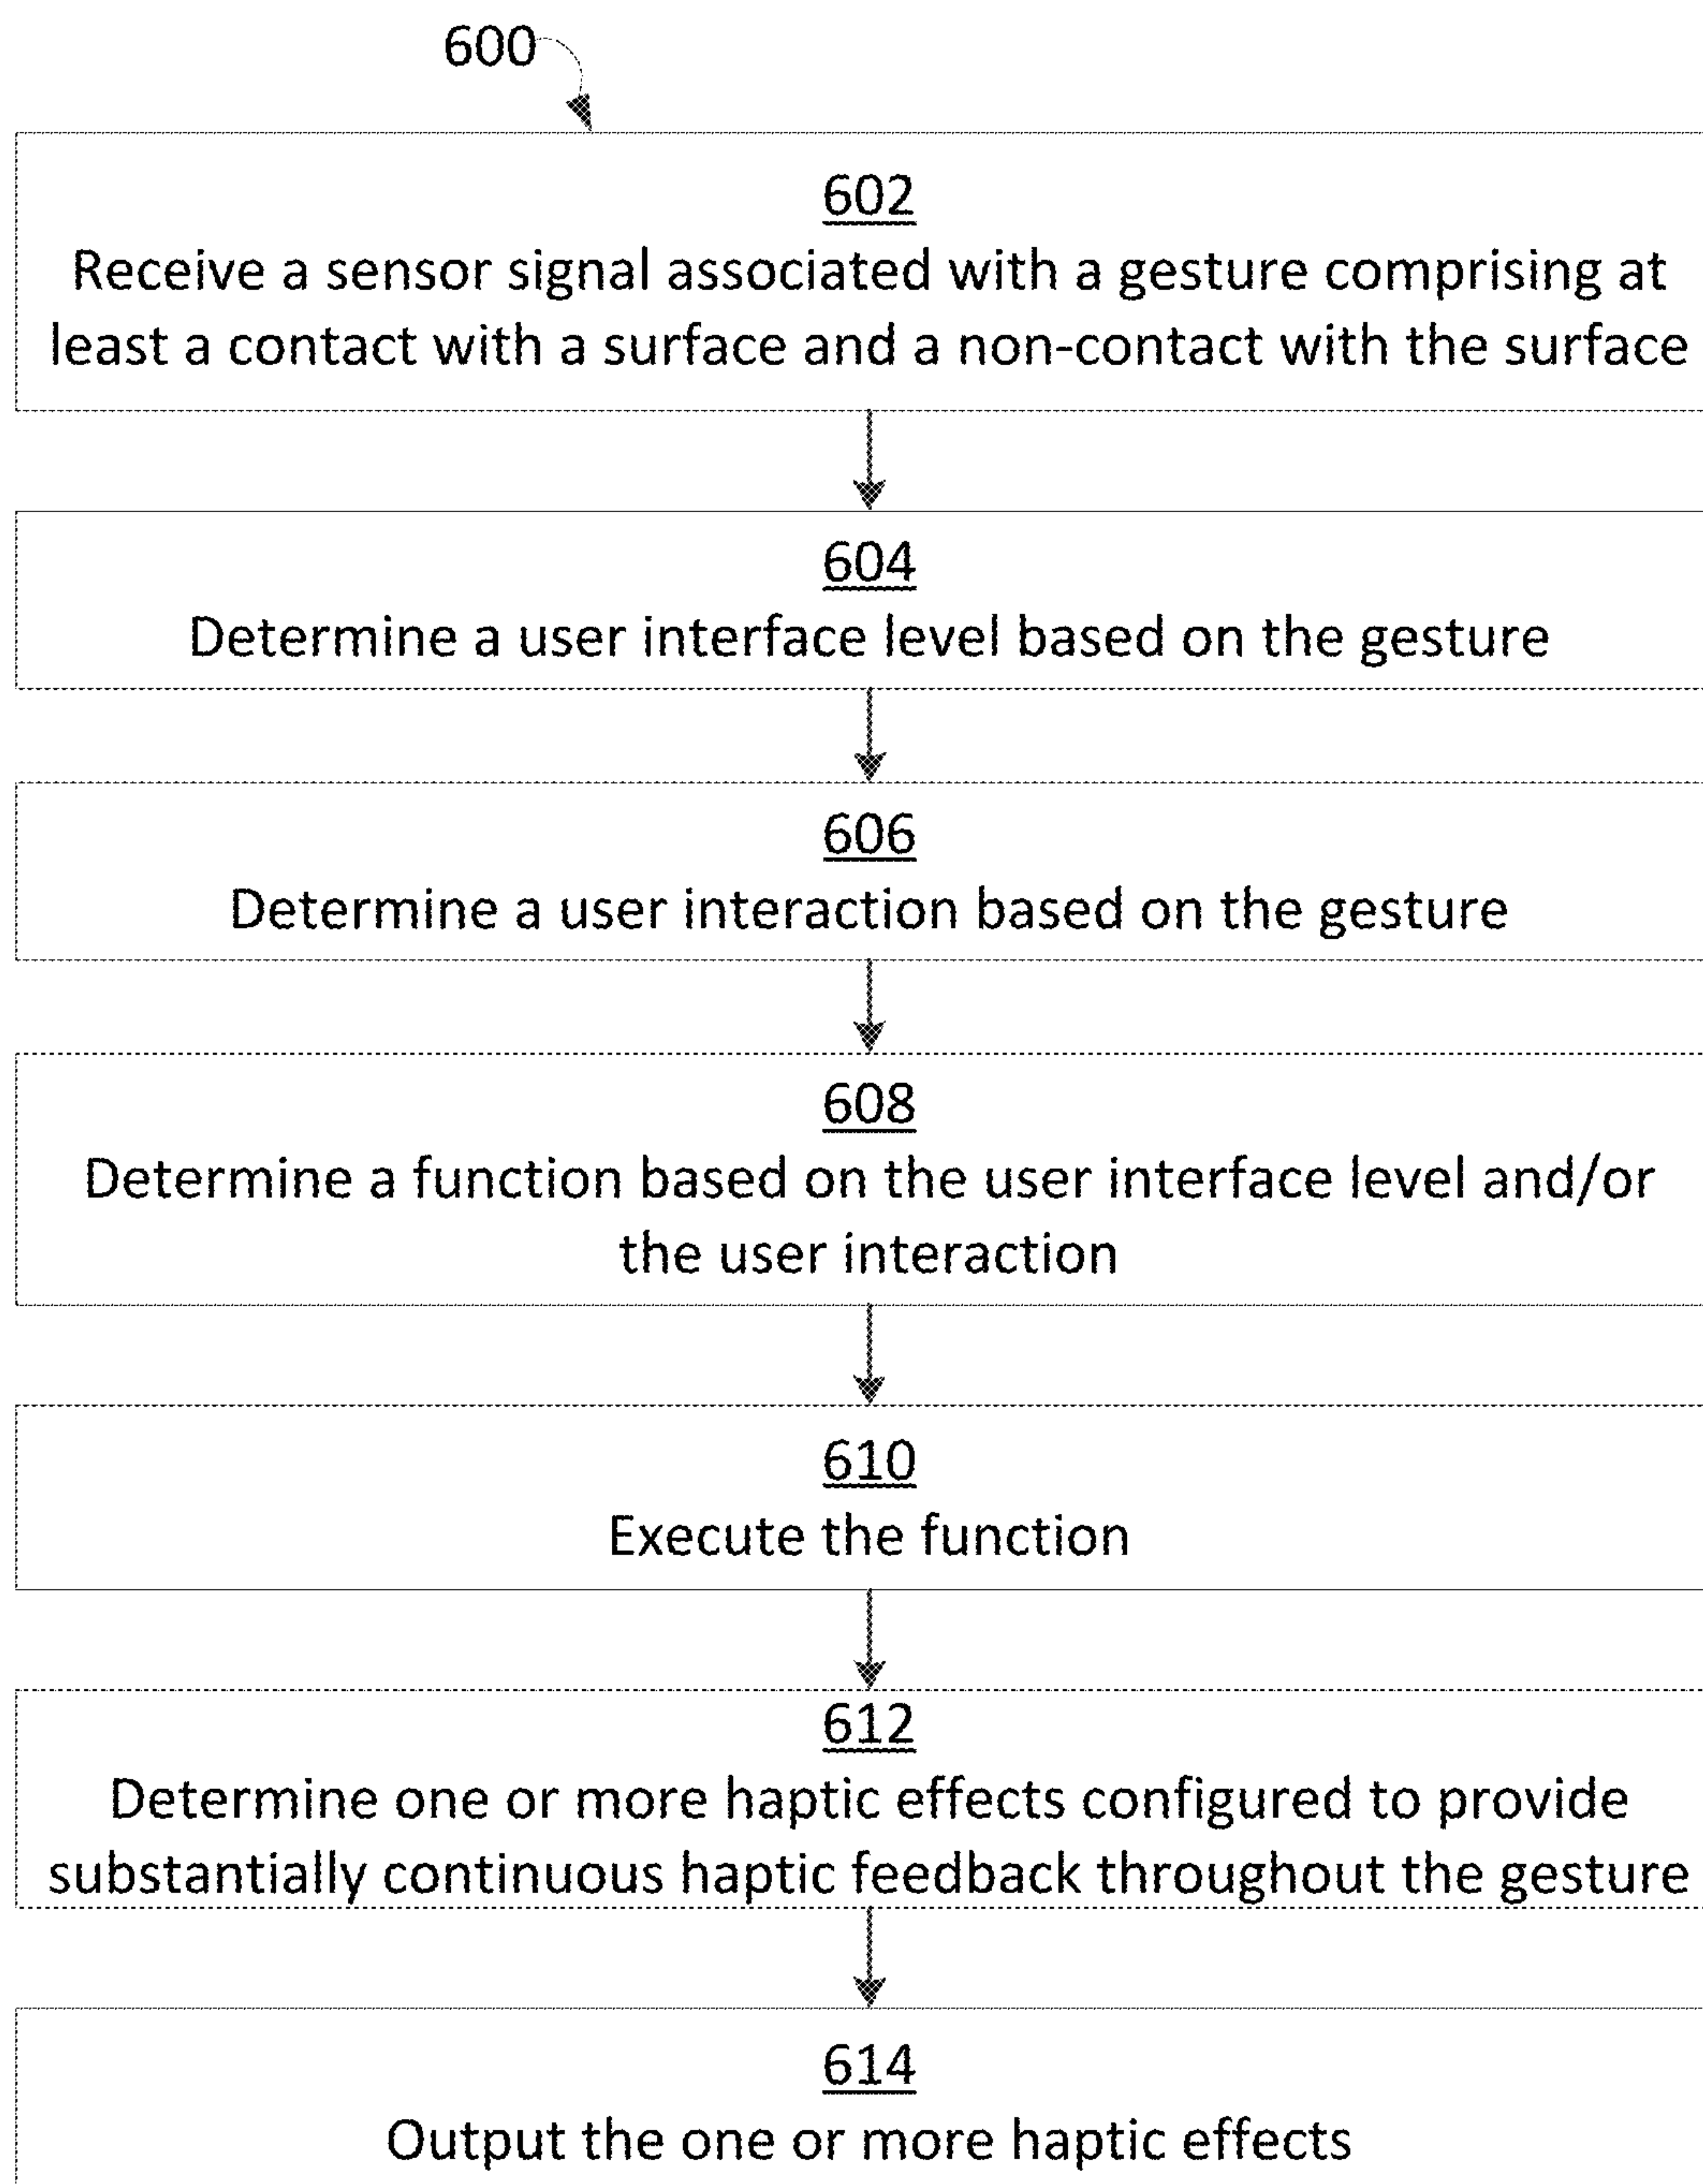 600
602
Receive a sensor signal associated with a gesture comprising at
least a contact with a surface and a non-contact with the surface
604
Determine a user interface level based on the gesture
606
Determine a user interaction based on the gesture
608
Determine a function based on the user interface level and/or
the user interaction
610
Execute the function
612
Determine one or more haptic effects configured to provide
substantially continuous haptic feedback throughout the gesture
614
Output the one or more haptic effects